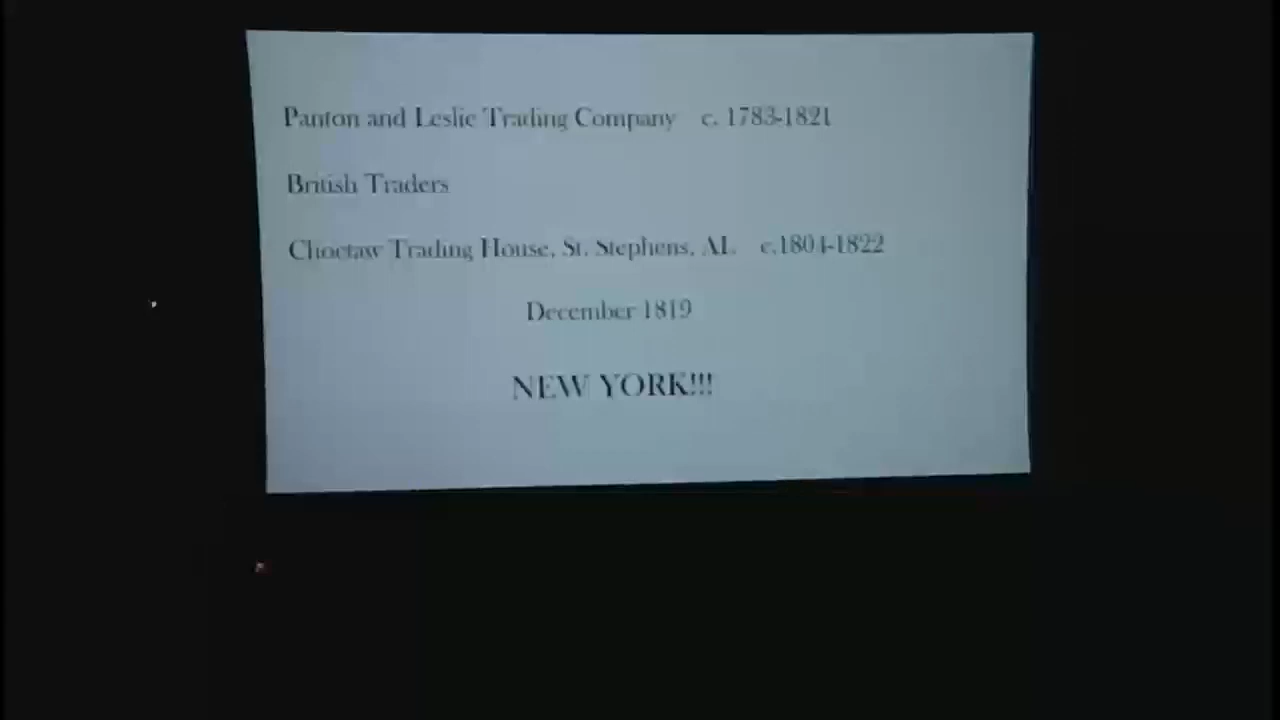 Panton and Leslie Trading Company c. 1783-1821
British Traders
Choctaw Trading House, St. Stephens, AL c.1804-1822
December 1819
NEW YORK!!!